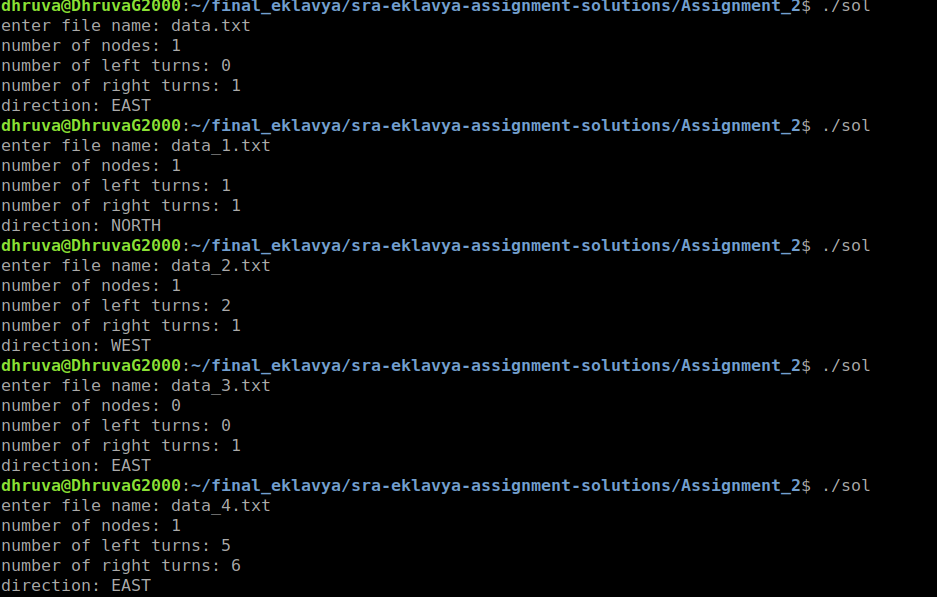 dhruva@DhruvaG2000:~/final_eklavya/sra-eklavya-assignment-solutions/Assignment_2$ ./sol
enter file name: data.txt
number of nodes: 1
number of left turns: 0
number of right turns: 1
direction: EAST
dhruva@DhruvaG2000:~/final_eklavya/sra-eklavya-assignment-solutions/Assignment_2$ ./sol
enter file name: data_1.txt
number of nodes: 1
number of left turns: 1
number of right turns: 1
direction: NORTH
dhruva@DhruvaG2000:~/final_eklavya/sra-eklavya-assignment-solutions/Assignment_2$ ./sol
enter file name: data_2.txt
number of nodes: 1
number of left turns: 2
number of right turns: 1
direction: WEST
dhruva@DhruvaG2000:~/final_eklavya/sra-eklavya-assignment-solutions/Assignment_2$ ./sol
enter file name: data_3.txt
number of nodes: 0
number of left turns: 0
number of right turns: 1
direction: EAST
dhruva@DhruvaG2000:~/final_eklavya/sra-eklavya-assignment-solutions/Assignment_2$ ./sol
enter file name: data_4.txt
number of nodes: 1
number of left turns: 5
number of right turns: 6
direction: EAST